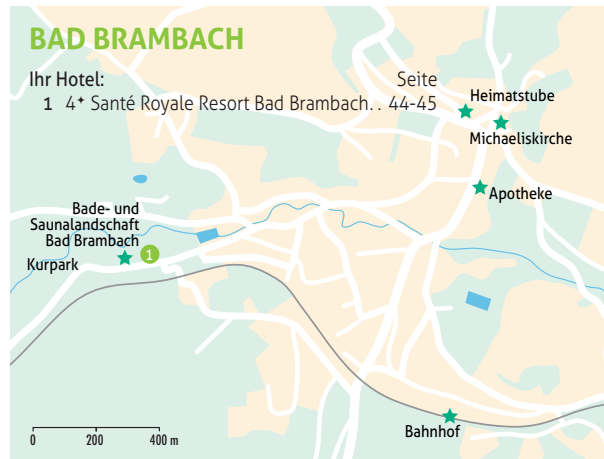 BAD BRAMBACH
Ihr Hotel: Seite
1 4✦ Santé Royale Resort Bad Brambach. . 44-45
Heimatstube
Michaeliskirche
Apotheke
Bade- und
Saunalandschaft
Bad Brambach
1
Kurpark
Bahnhof
0 200 400 m